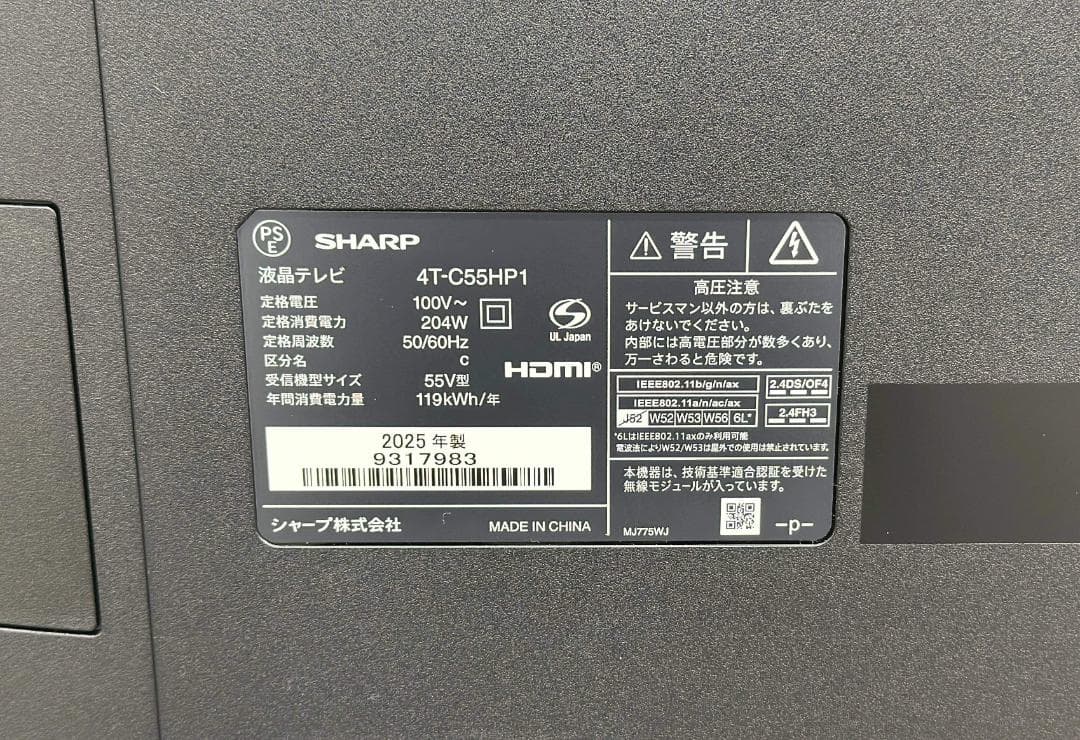 PSE
SHARP
液晶テレビ 4T-C55HP1
定格電圧 100V～
定格消費電力 204W
定格周波数 50/60Hz
区分名 C
受信機型サイズ 55V型
年間消費電力量 119kWh/年
UL Japan
HDMI®
2025 年製
9317983
シャープ株式会社 MADE IN CHINA
警告
高圧注意
サービスマン以外の方は、裏ぶたを
あけないでください。
内部には高電圧部分が数多くあり、
万一さわると危険です。
IEEE802.11b/g/n/ax
IEEE802.11a/n/ac/ax
J52 W52 W53 W56 6L*
2.4DS/OF4
2.4FH3
*6LはIEEE802.11axのみ利用可能
電波法によりW52/W53は屋外での使用は禁止されています。
本機器は、技術基準適合認証を受けた
無線モジュールが入っています。
MJ775WJ
-p-